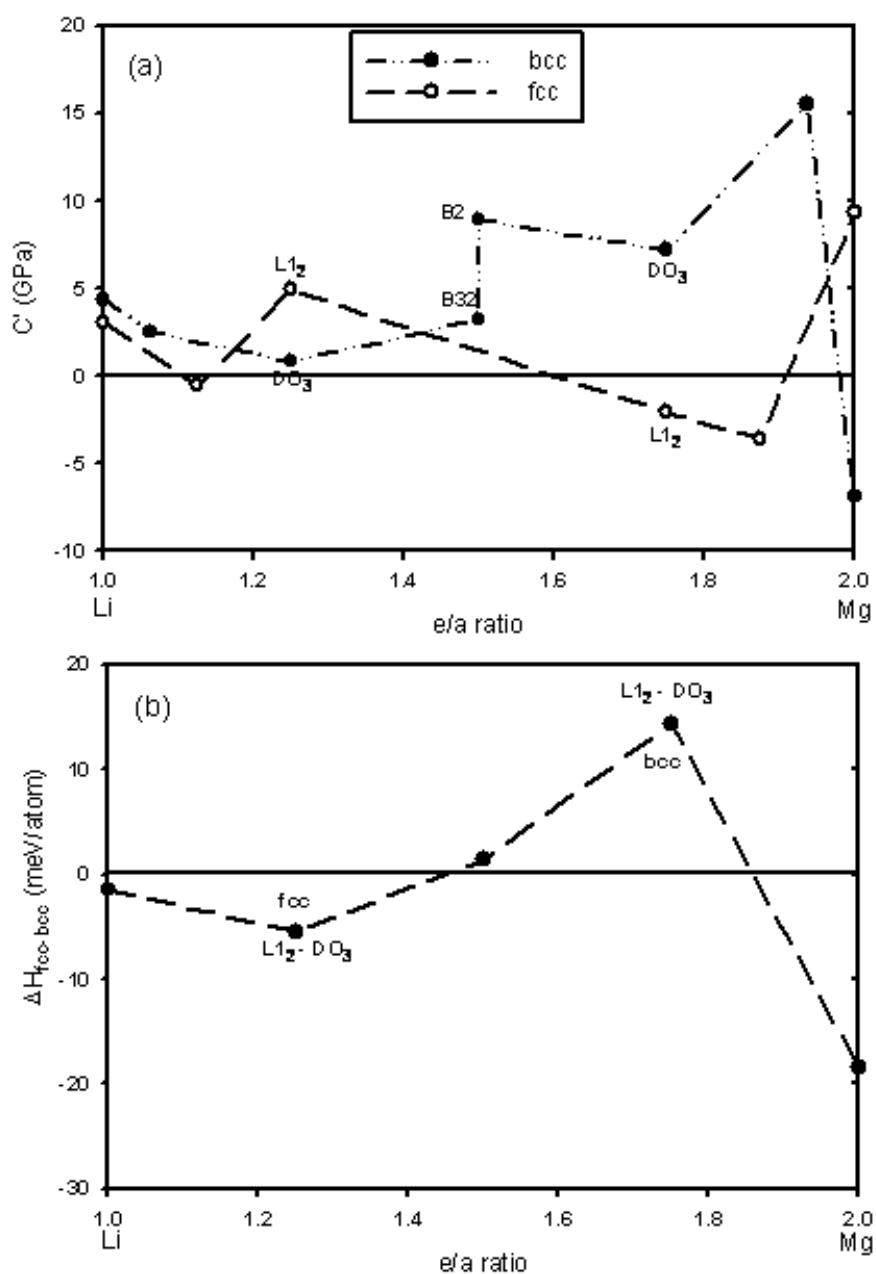 20
(a)
bcc
fcc
15
10
B2
DO3
L12
5
B32
C' (GPa)
0
DO3
L12
-5
-10
1.0 1.2 1.4 1.6 1.8 2.0
Li Mg
e/a ratio
20
(b)
L12 - DO3
bcc
10
0
fcc
L12 - DO3
ΔHfcc-bcc (meV/atom)
-10
-20
-30
1.0 1.2 1.4 1.6 1.8 2.0
Li Mg
e/a ratio